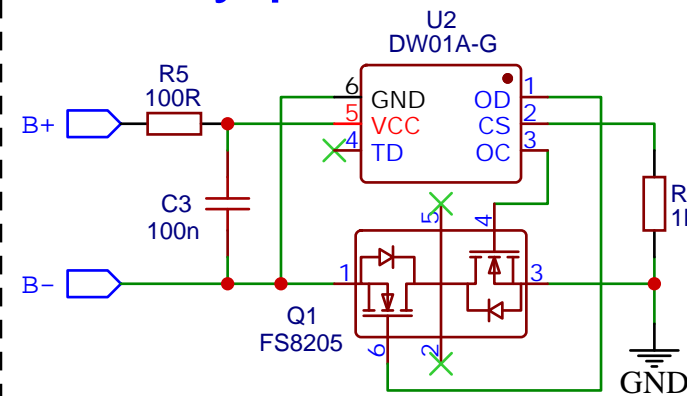 U2
DW01A-G
R5
100R
B+
6
GND
OD
1
5
VCC
CS
2
4
TD
OC
3
C3
100n
5
4
B-
1
3
Q1
FS8205
6
2
GND